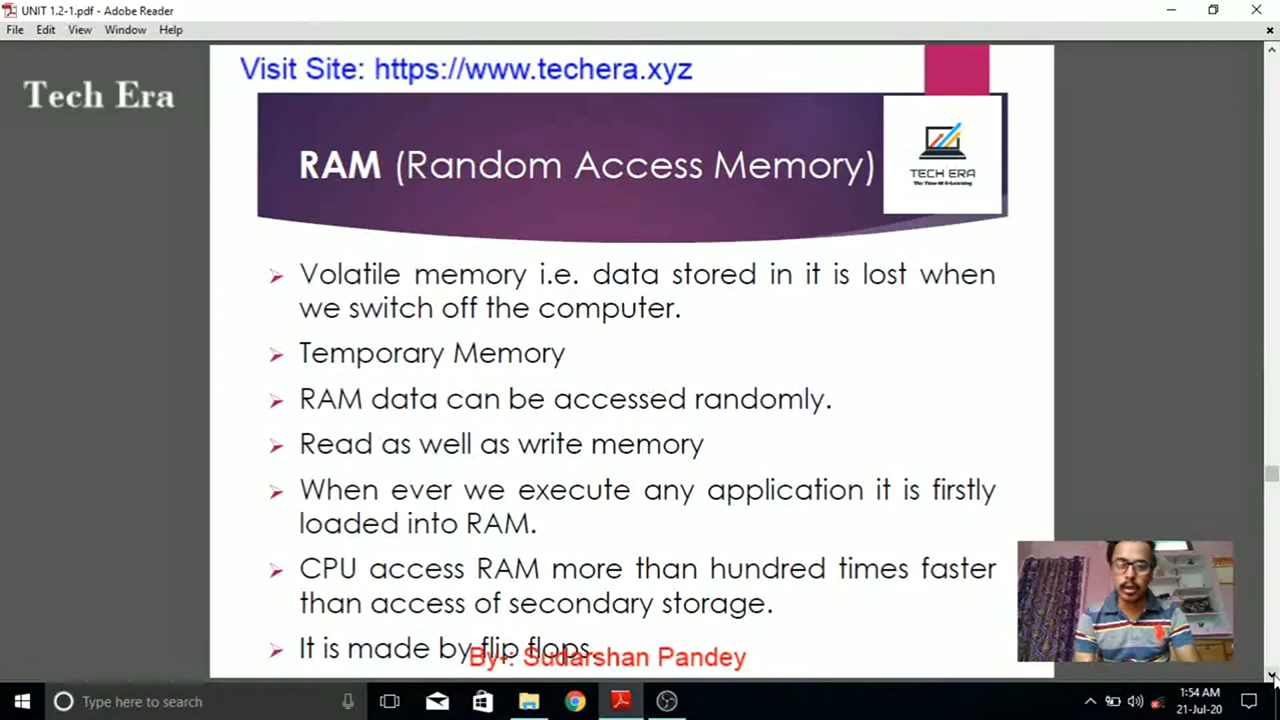 UNIT 1.2-1.pdf - Adobe Reader
File Edit View Window Help
Visit Site: https://www.techera.xyz
Tech Era
RAM (Random Access Memory)
TECH ERA
The Time Of E-Learning
Volatile memory i.e. data stored in it is lost when
we switch off the computer.
Temporary Memory
RAM data can be accessed randomly.
Read as well as write memory
When ever we execute any application it is firstly
loaded into RAM.
CPU access RAM more than hundred times faster
than access of secondary storage.
It is made by flip flops.
By:- Sudarshan Pandey
Type here to search
1:54 AM
21-Jul-20